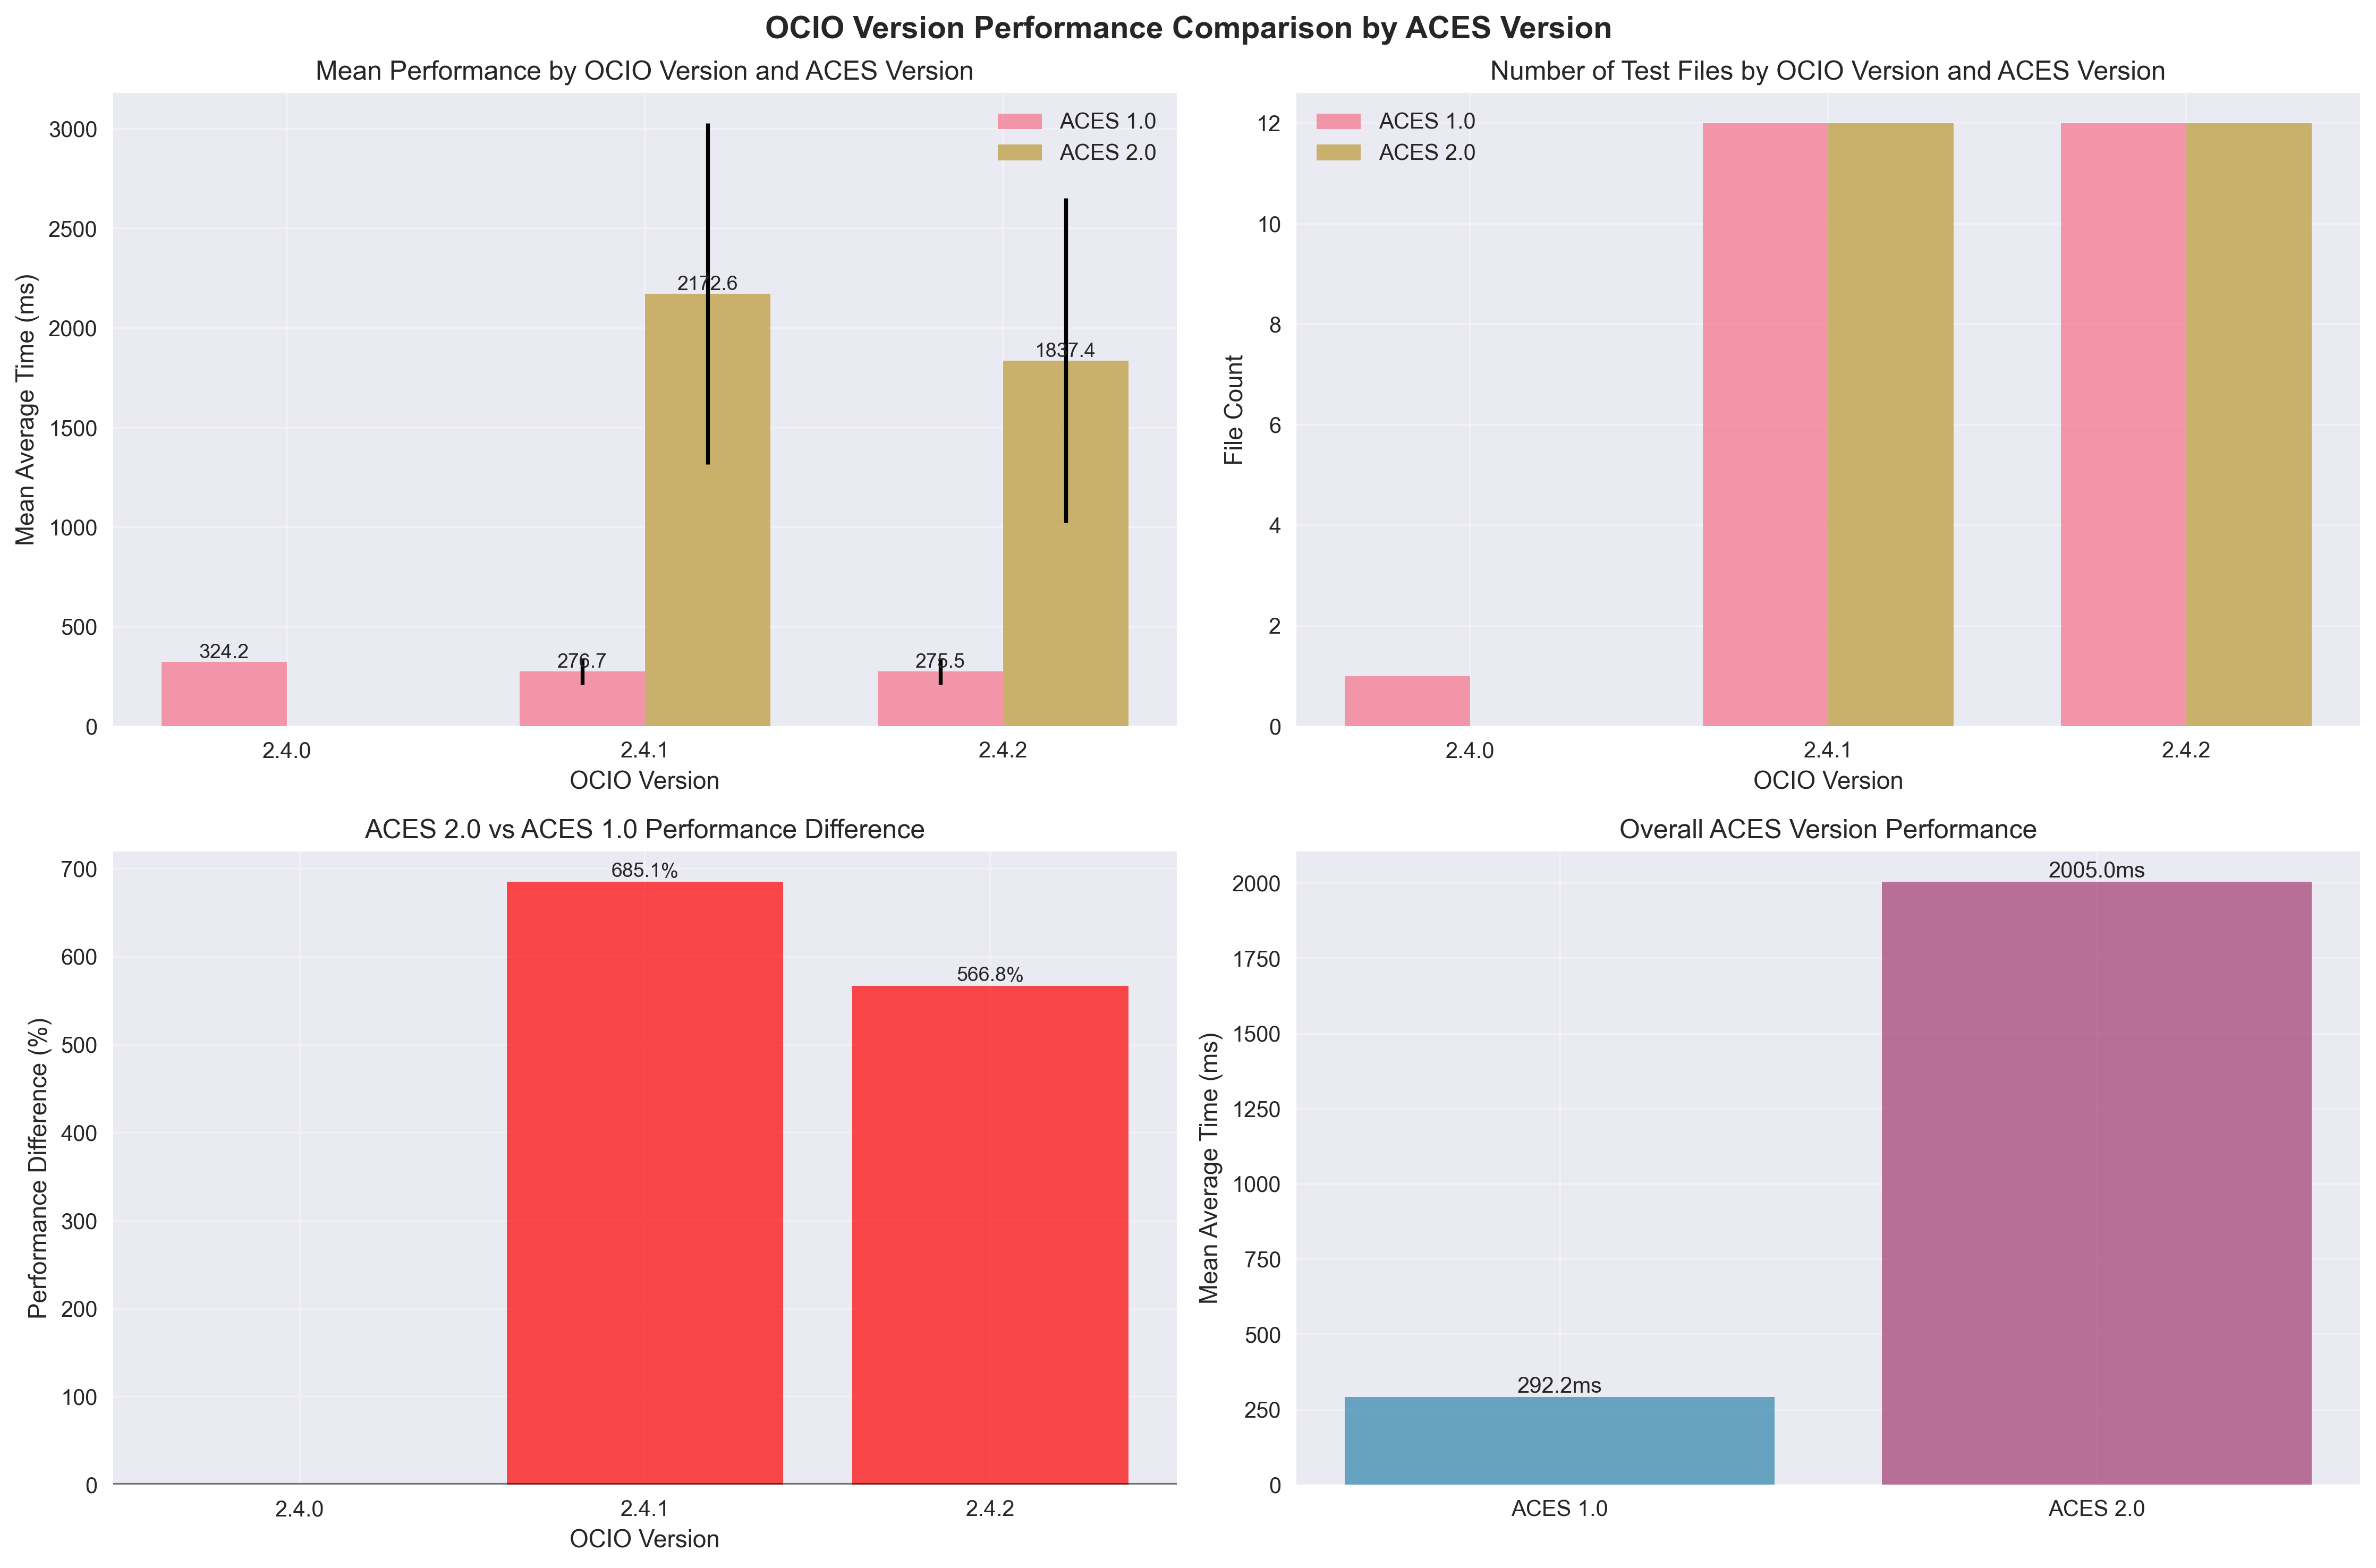 OCIO Version Performance Comparison by ACES Version
Mean Performance by OCIO Version and ACES Version
Mean Average Time (ms)
3000
2500
2000
1500
1000
500
0
ACES 1.0
ACES 2.0
324.2
276.7
2172.6
275.5
1837.4
2.4.0
2.4.1
2.4.2
OCIO Version
Number of Test Files by OCIO Version and ACES Version
File Count
12
10
8
6
4
2
0
ACES 1.0
ACES 2.0
2.4.0
2.4.1
2.4.2
OCIO Version
ACES 2.0 vs ACES 1.0 Performance Difference
Performance Difference (%)
700
600
500
400
300
200
100
0
685.1%
566.8%
2.4.0
2.4.1
2.4.2
OCIO Version
Overall ACES Version Performance
Mean Average Time (ms)
2000
1750
1500
1250
1000
750
500
250
0
292.2ms
2005.0ms
ACES 1.0
ACES 2.0